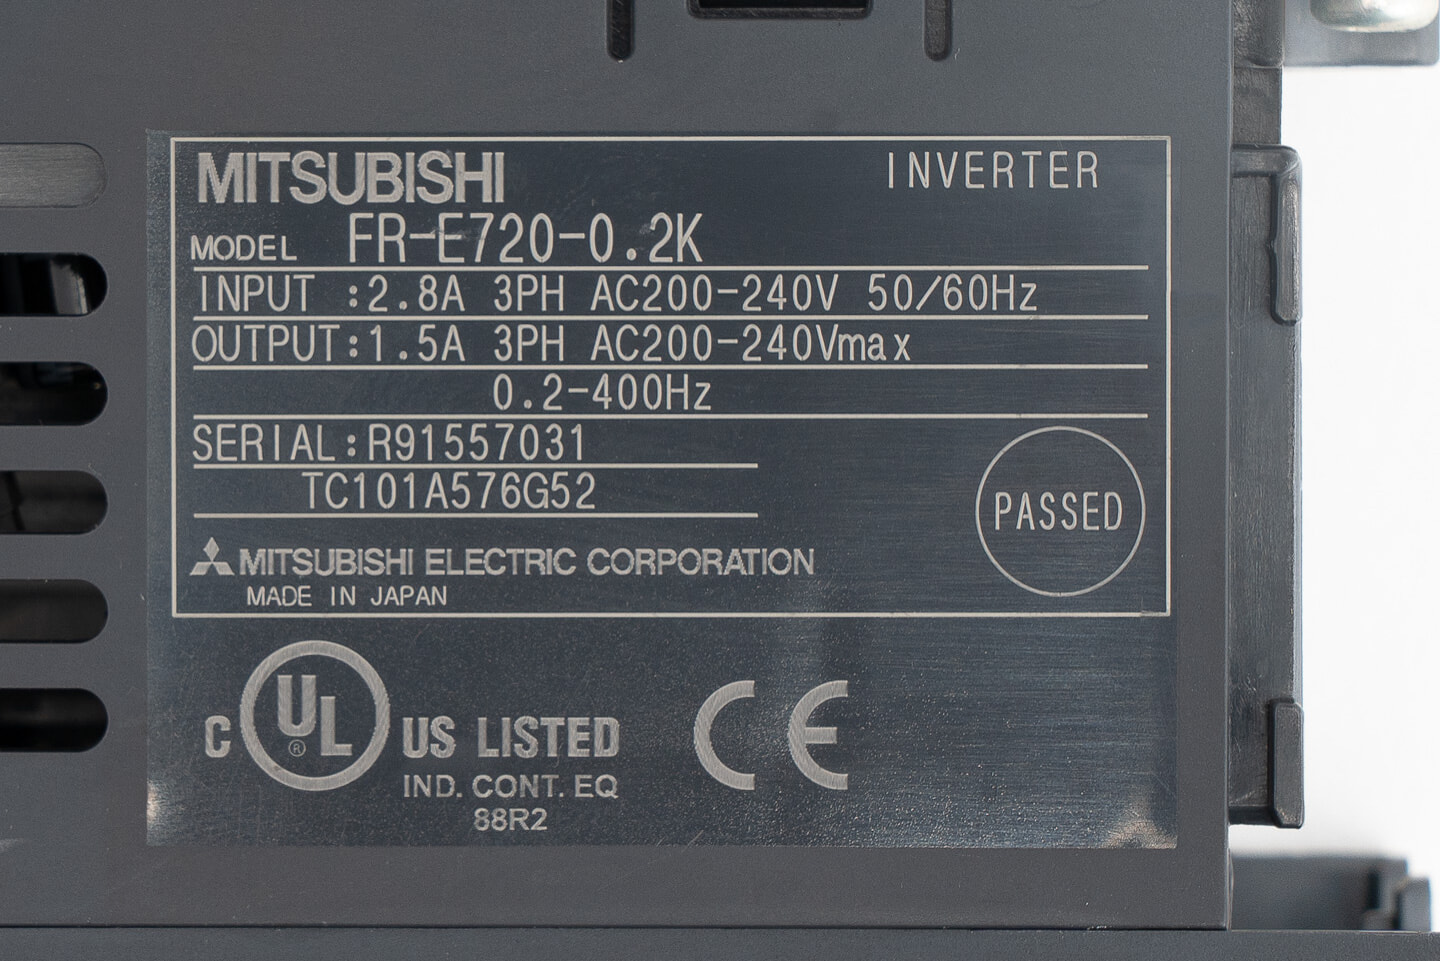 MITSUBISHI INVERTER
MODEL FR-E720-0.2K
INPUT :2.8A 3PH AC200-240V 50/60Hz
OUTPUT:1.5A 3PH AC200-240Vmax
0.2-400Hz
SERIAL:R91557031
TC101A576G52
PASSED
MITSUBISHI ELECTRIC CORPORATION
MADE IN JAPAN
C UL ® US LISTED
IND. CONT. EQ
88R2
CE